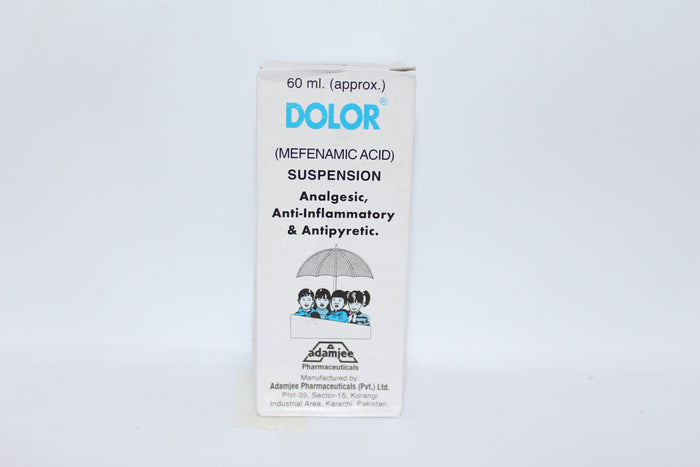 60 ml. (approx.)
DOLOR®
(MEFENAMIC ACID)
SUSPENSION
Analgesic,
Anti-Inflammatory
& Antipyretic.
adamjee
Pharmaceuticals
Manufactured by:
Adamjee Pharmaceuticals (Pvt.) Ltd.
Plot-39, Sector-15, Korangi
Industrial Area, Karachi, Pakistan.